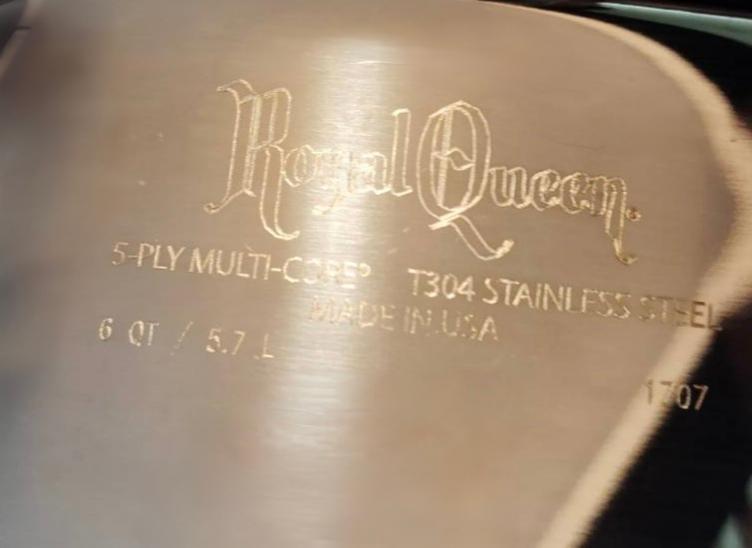 Royal Queen®
5-PLY MULTI-CORE® T304 STAINLESS STEEL
MADE IN USA
6 QT / 5.7 L
1707